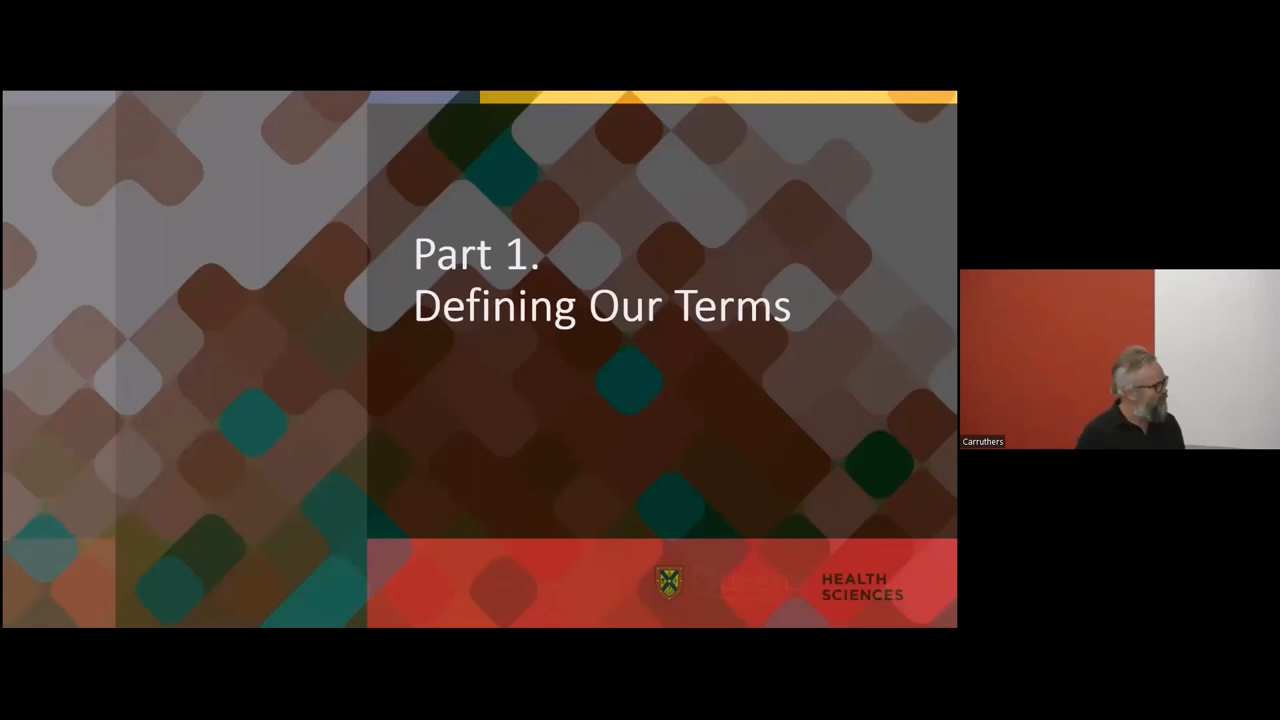 Part 1.
Defining Our Terms
HEALTH
SCIENCES
Carruthers